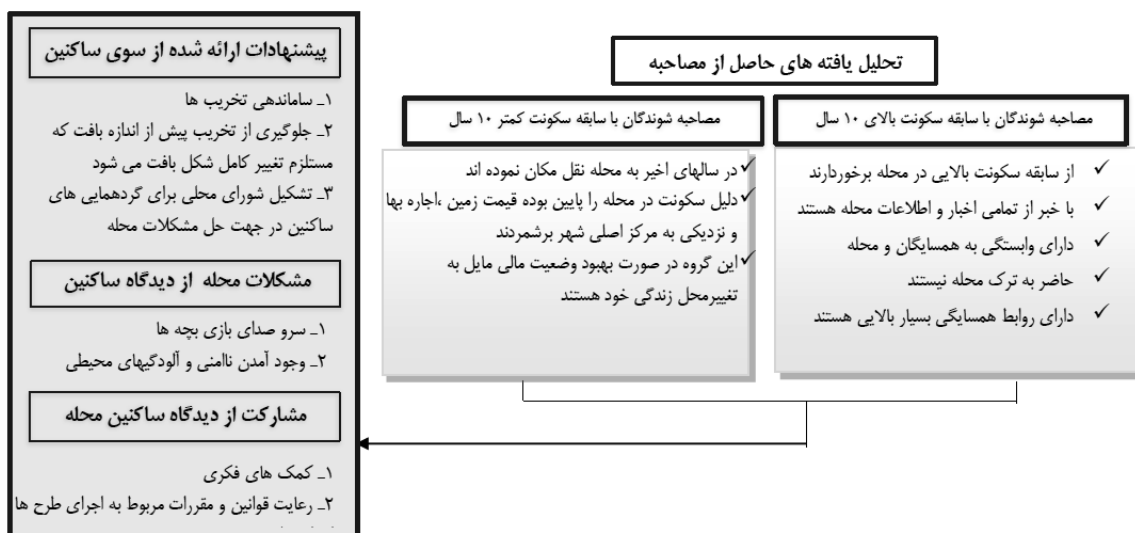 تحلیل یافته های حاصل از مصاحبه
مصاحبه شوندگان با سابقه سکونت بالای ۱۰ سال
✓ از سابقه سکونت بالایی در محله برخوردارند
✓ با خبر از تمامی اخبار و اطلاعات محله هستند
✓ دارای وابستگی به همسایگان و محله
✓ حاضر به ترک محله نیستند
✓ دارای روابط همسایگی بسیار بالایی هستند
مصاحبه شوندگان با سابقه سکونت کمتر ۱۰ سال
✓ در سالهای اخیر به محله نقل مکان نموده اند
✓ دلیل سکونت در محله را پایین بوده قیمت زمین ،اجاره بها
و نزدیکی به مرکز اصلی شهر برشمردند
✓ این گروه در صورت بهبود وضعیت مالی مایل به
تغییرمحل زندگی خود هستند
پیشنهادات ارائه شده از سوی ساکنین
۱_ ساماندهی تخریب ها
۲_ جلوگیری از تخریب پیش از اندازه بافت که
مستلزم تغییر کامل شکل بافت می شود
۳_ تشکیل شورای محلی برای گردهمایی های
ساکنین در جهت حل مشکلات محله
مشکلات محله از دیدگاه ساکنین
۱_ سرو صدای بازی بچه ها
۲_ وجود آمدن ناامنی و آلودگیهای محیطی
مشارکت از دیدگاه ساکنین محله
۱_ کمک های فکری
۲_ رعایت قوانین و مقررات مربوط به اجرای طرح ها